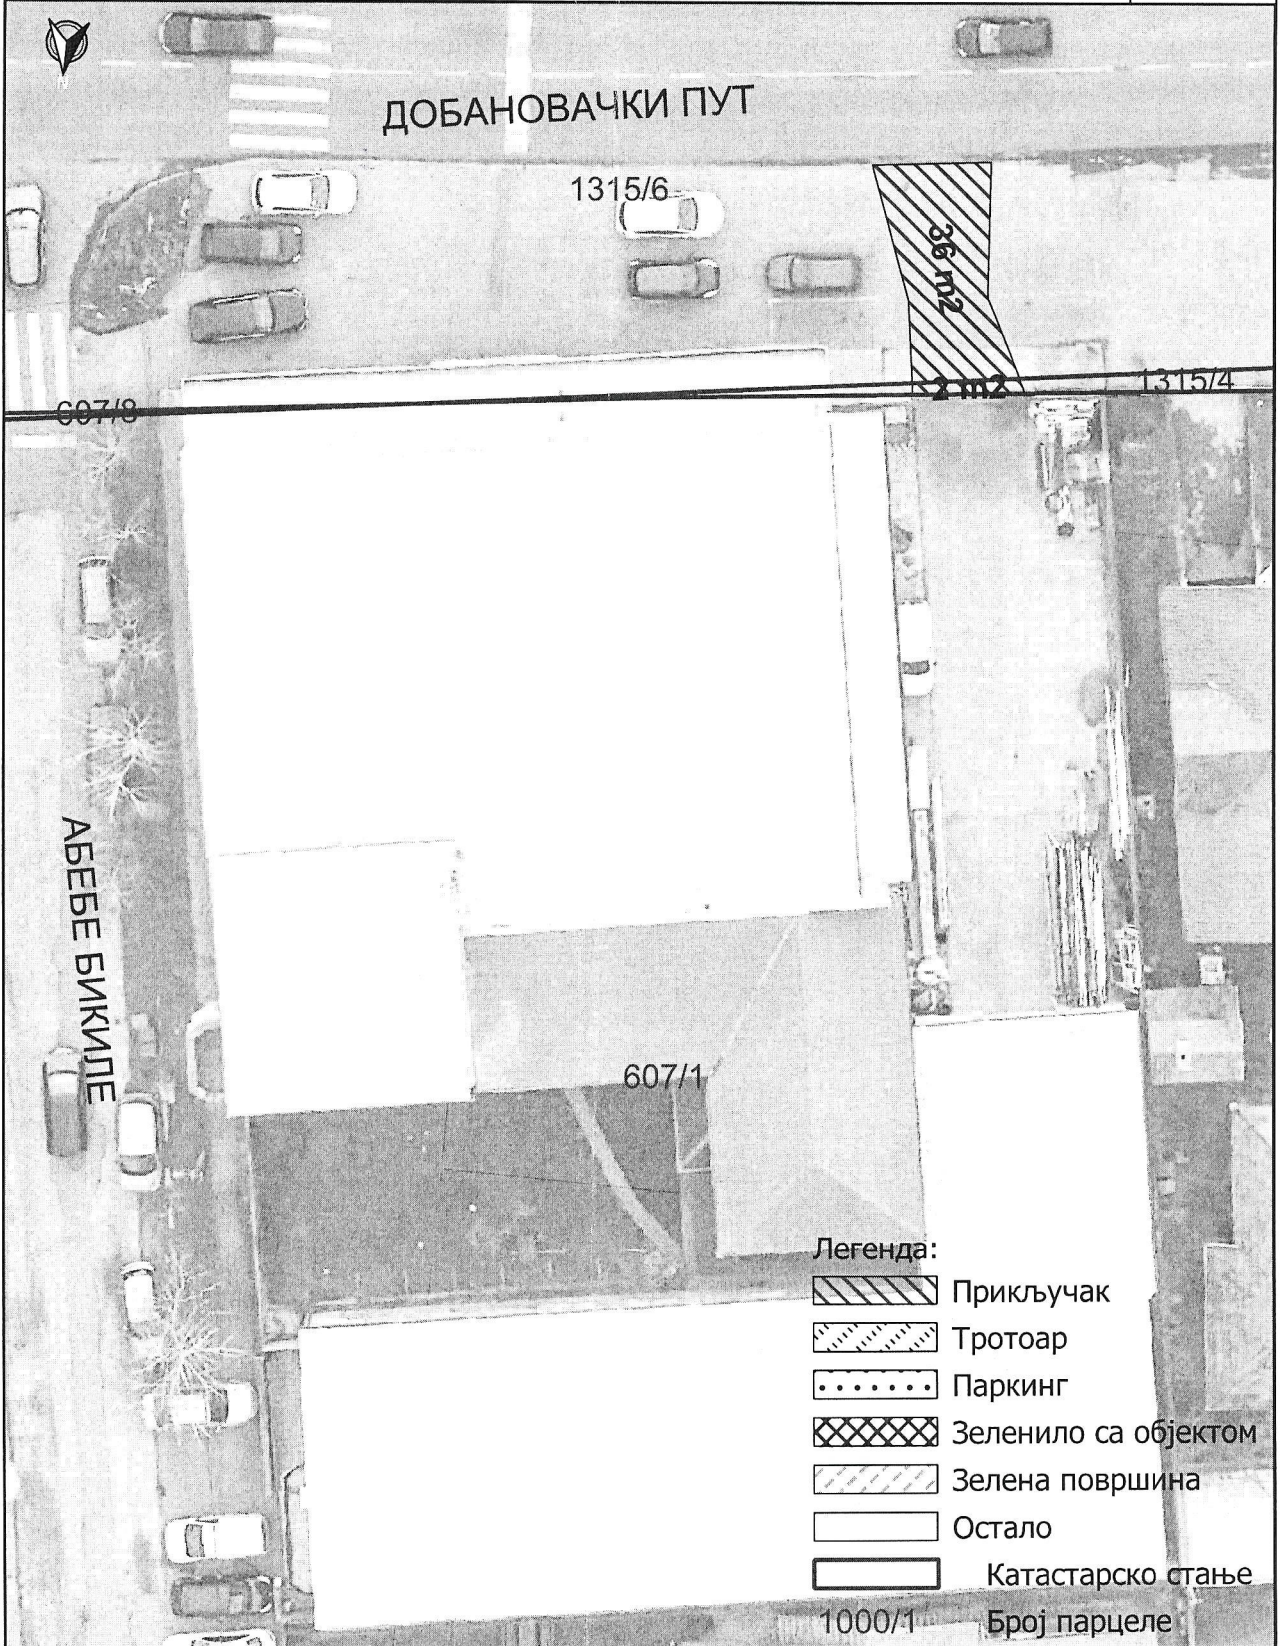 ДОБАНОВАЧКИ ПУТ
1315/6
36 m2
2 m2
1315/4
607/8
АБЕБЕ БИКИЛЕ
607/1
Легенда:
Прикључак
Тротоар
Паркинг
Зеленило са објектом
Зелена површина
Остало
Катастарско стање
1000/1 Број парцеле